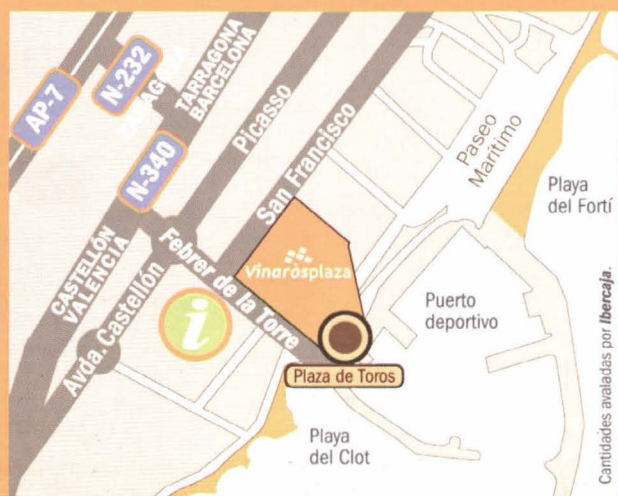 AP-7
N-232
ZARAGOZA
TARRAGONA
BARCELONA
Picasso
San Francisco
Paseo
Marítimo
Playa
del Fortí
N-340
CASTELLÓN
VALENCIA
Febrer de la Torre
Avda. Castellón
i
Vinaròsplaza
Puerto
deportivo
Plaza de Toros
Playa
del Clot
Cantidades avaladas por Ibercaja.